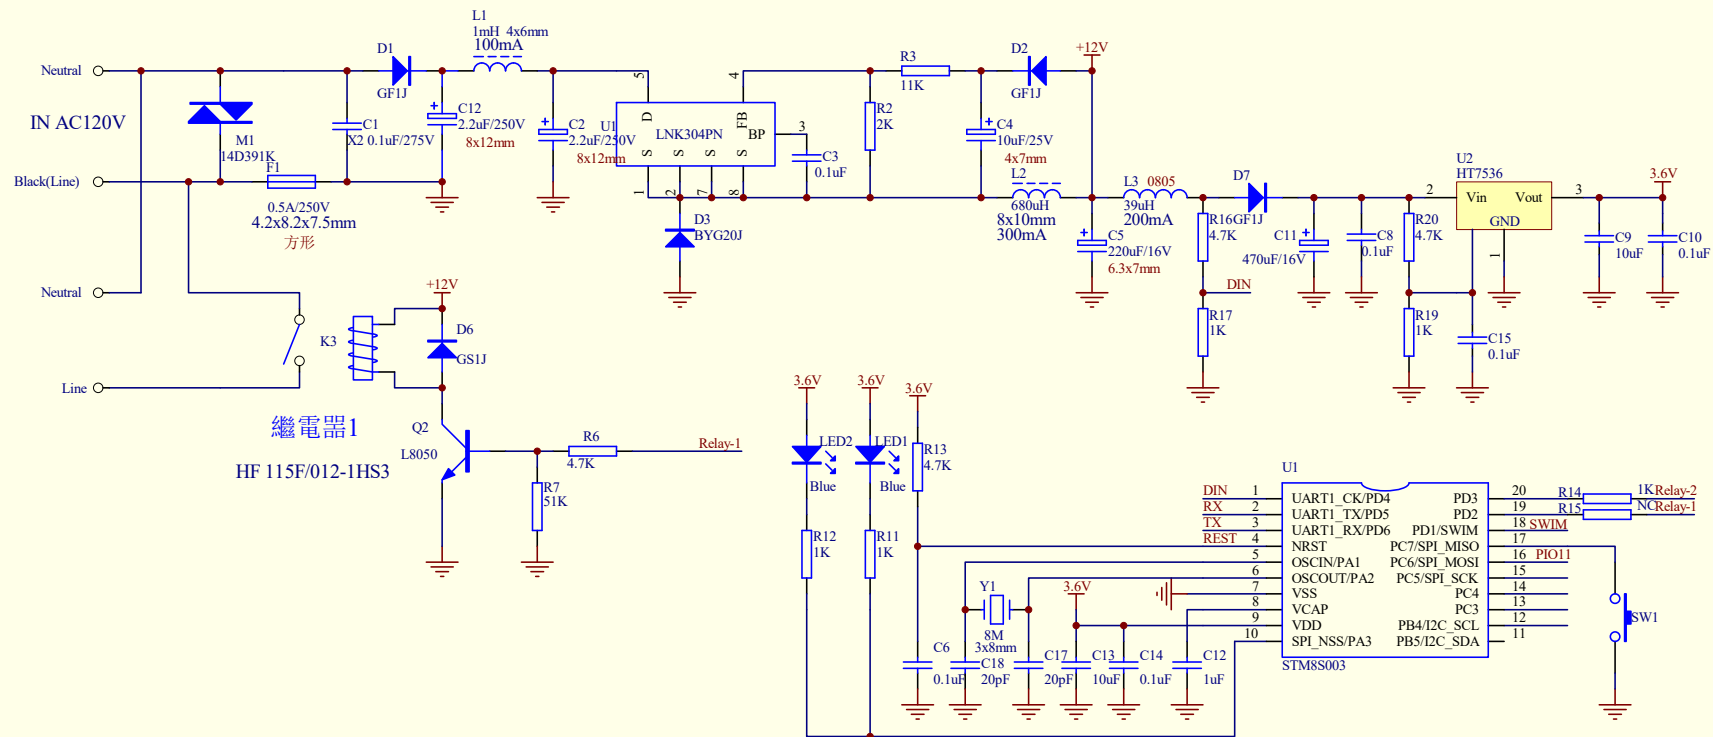 L1
1mH 4x6mm
100mA
D1
GF1J
Neutral
IN AC120V
M1
14D391K
C1
X2 0.1uF/275V
C12
2.2uF/250V
8x12mm
C2
2.2uF/250V
8x12mm
Black(Line)
F1
0.5A/250V
4.2x8.2x7.5mm
方形
U1
LNK304PN
D
FB
BP
S
S
S
S
5
4
3
1
2
7
8
C3
0.1uF
D3
BYG20J
R2
2K
R3
11K
C4
10uF/25V
4x7mm
D2
GF1J
+12V
L2
680uH
8x10mm
300mA
C5
220uF/16V
6.3x7mm
L3 0805
39uH
200mA
R16
4.7K
DIN
R17
1K
D7
GF1J
C11
470uF/16V
C8
0.1uF
R20
4.7K
R19
1K
U2
HT7536
Vin
Vout
GND
2
3
1
C15
0.1uF
3.6V
C9
10uF
C10
0.1uF
Neutral
Line
K3
+12V
D6
GS1J
繼電器1
HF 115F/012-1HS3
Q2
L8050
R7
51K
R6
4.7K
Relay-1
3.6V
LED2
Blue
R12
1K
3.6V
LED1
Blue
R11
1K
3.6V
R13
4.7K
C6
0.1uF
Y1
8M
3x8mm
C18
20pF
C17
20pF
3.6V
C13
10uF
C14
0.1uF
C12
1uF
U1
DIN 1 UART1_CK/PD4 PD3 20 R14 1K Relay-2
RX 2 UART1_TX/PD5 PD2 19 R15 NC Relay-1
TX 3 UART1_RX/PD6 PD1/SWIM 18 SWIM
REST 4 NRST PC7/SPI_MISO 17
5 OSCIN/PA1 PC6/SPI_MOSI 16 PIO11
6 OSCOUT/PA2 PC5/SPI_SCK 15
7 VSS PC4 14
8 VCAP PC3 13
9 VDD PB4/I2C_SCL 12
10 SPI_NSS/PA3 PB5/I2C_SDA 11
STM8S003
SW1